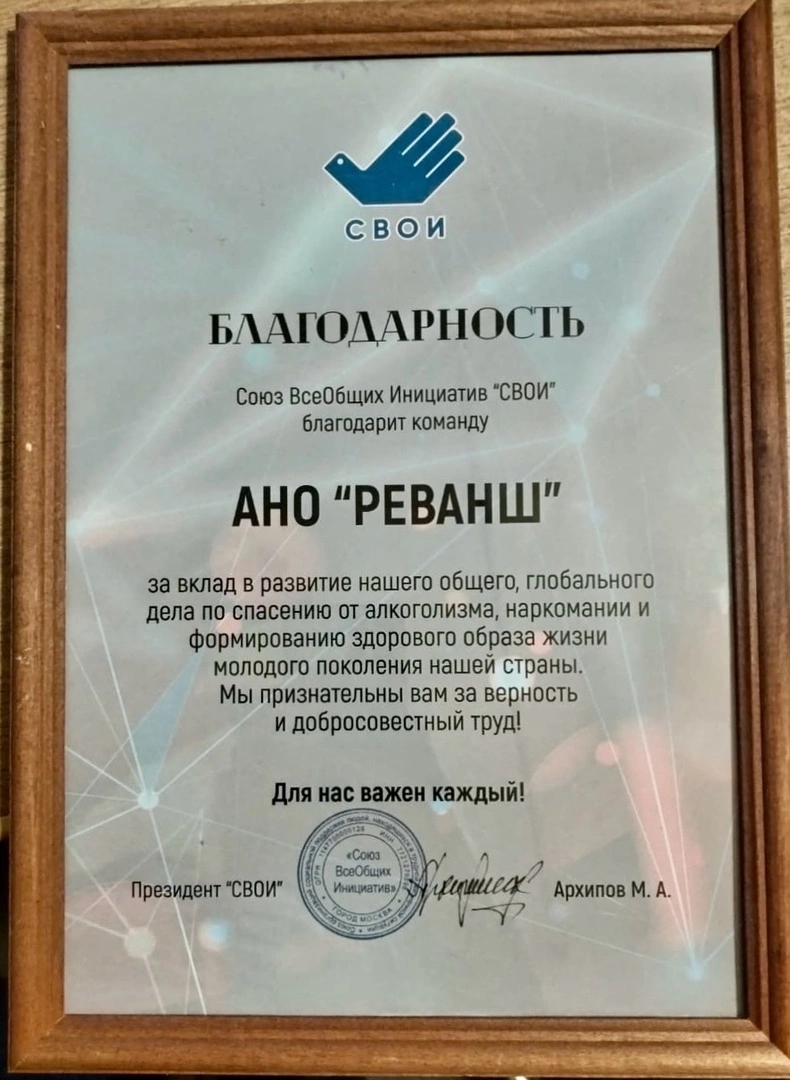 СВОИ
БЛАГОДАРНОСТЬ
Союз ВсеОбщих Инициатив “СВОИ”
благодарит команду
АНО “РЕВАНШ”
за вклад в развитие нашего общего, глобального
дела по спасению от алкоголизма, наркомании и
формированию здорового образа жизни
молодого поколения нашей страны.
Мы признательны вам за верность
и добросовестный труд!
Для нас важен каждый!
Президент “СВОИ”
«Союз
ВсеОбщих
Инициатив»
ГОРОД МОСКВА
Архипов М. А.